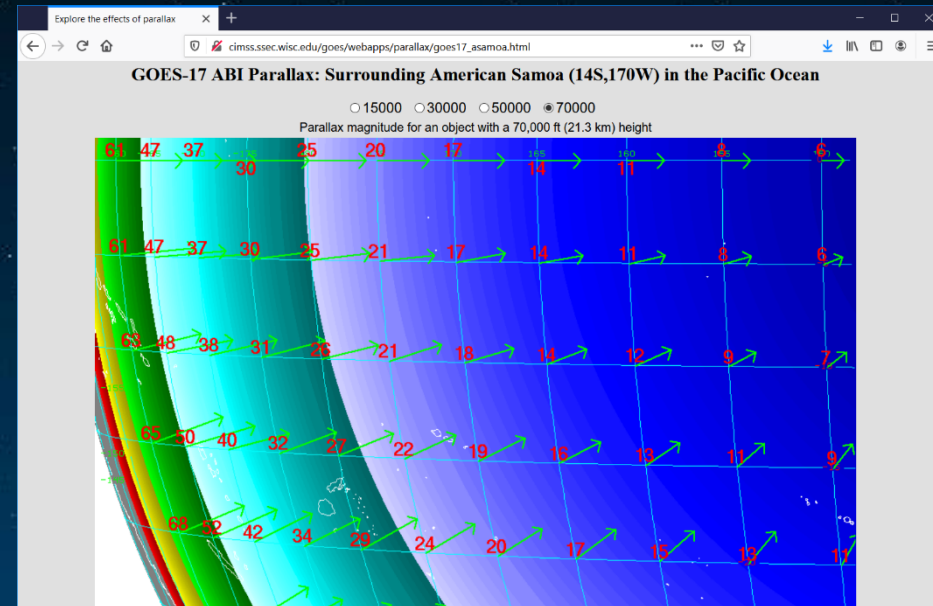 Explore the effects of parallax
cimss.ssec.wisc.edu/goes/webapps/parallax/goes17_asamoa.html
GOES-17 ABI Parallax: Surrounding American Samoa (14S,170W) in the Pacific Ocean
15000 30000 50000 70000
Parallax magnitude for an object with a 70,000 ft (21.3 km) height
61 47 37 30 25 20 17 165 14 160 11 8 6
61 47 37 30 25 21 17 14 11 8 6
63 48 38 31 26 21 18 14 12 9 7
65 50 40 32 27 22 19 16 13 11 9
68 52 42 34 29 24 20 17 15 13 11